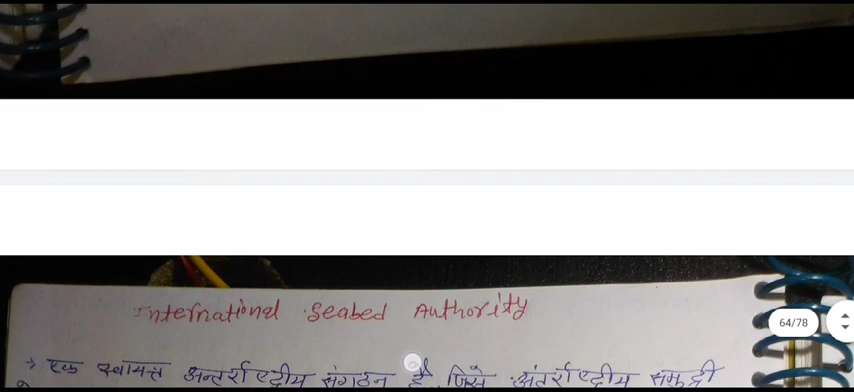 International Seabed Authority
64/78
→ एक स्वायत्त अन्तर्राष्ट्रीय संगठन है जिसे अंतर्राष्ट्रीय समुद्री